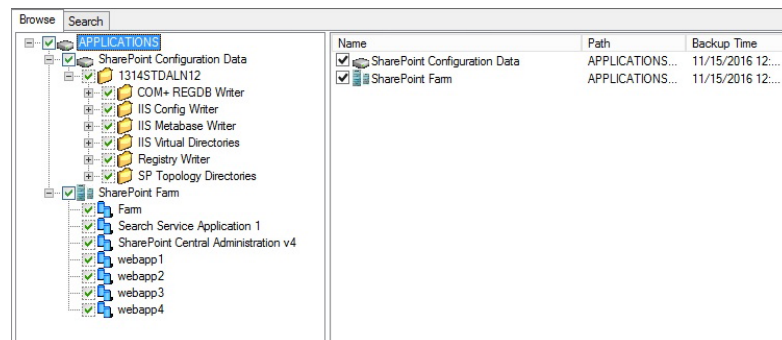 Browse Search
APPLICATIONS
SharePoint Configuration Data
1314STDALN12
COM+ REGDB Writer
IIS Config Writer
IIS Metabase Writer
IIS Virtual Directories
Registry Writer
SP Topology Directories
SharePoint Farm
Farm
Search Service Application 1
SharePoint Central Administration v4
webapp1
webapp2
webapp3
webapp4
Name Path Backup Time
SharePoint Configuration Data APPLICATIONS... 11/15/2016 12:...
SharePoint Farm APPLICATIONS... 11/15/2016 12:...